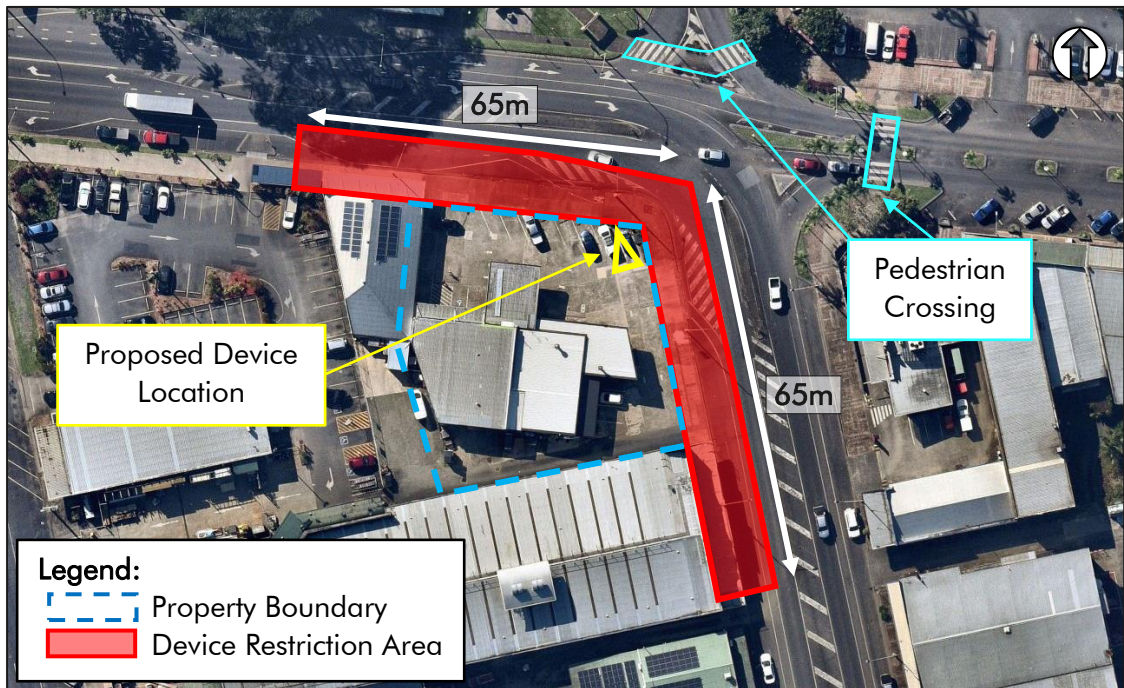 65m
65m
Pedestrian
Crossing
Proposed Device
Location
Legend:
Property Boundary
Device Restriction Area